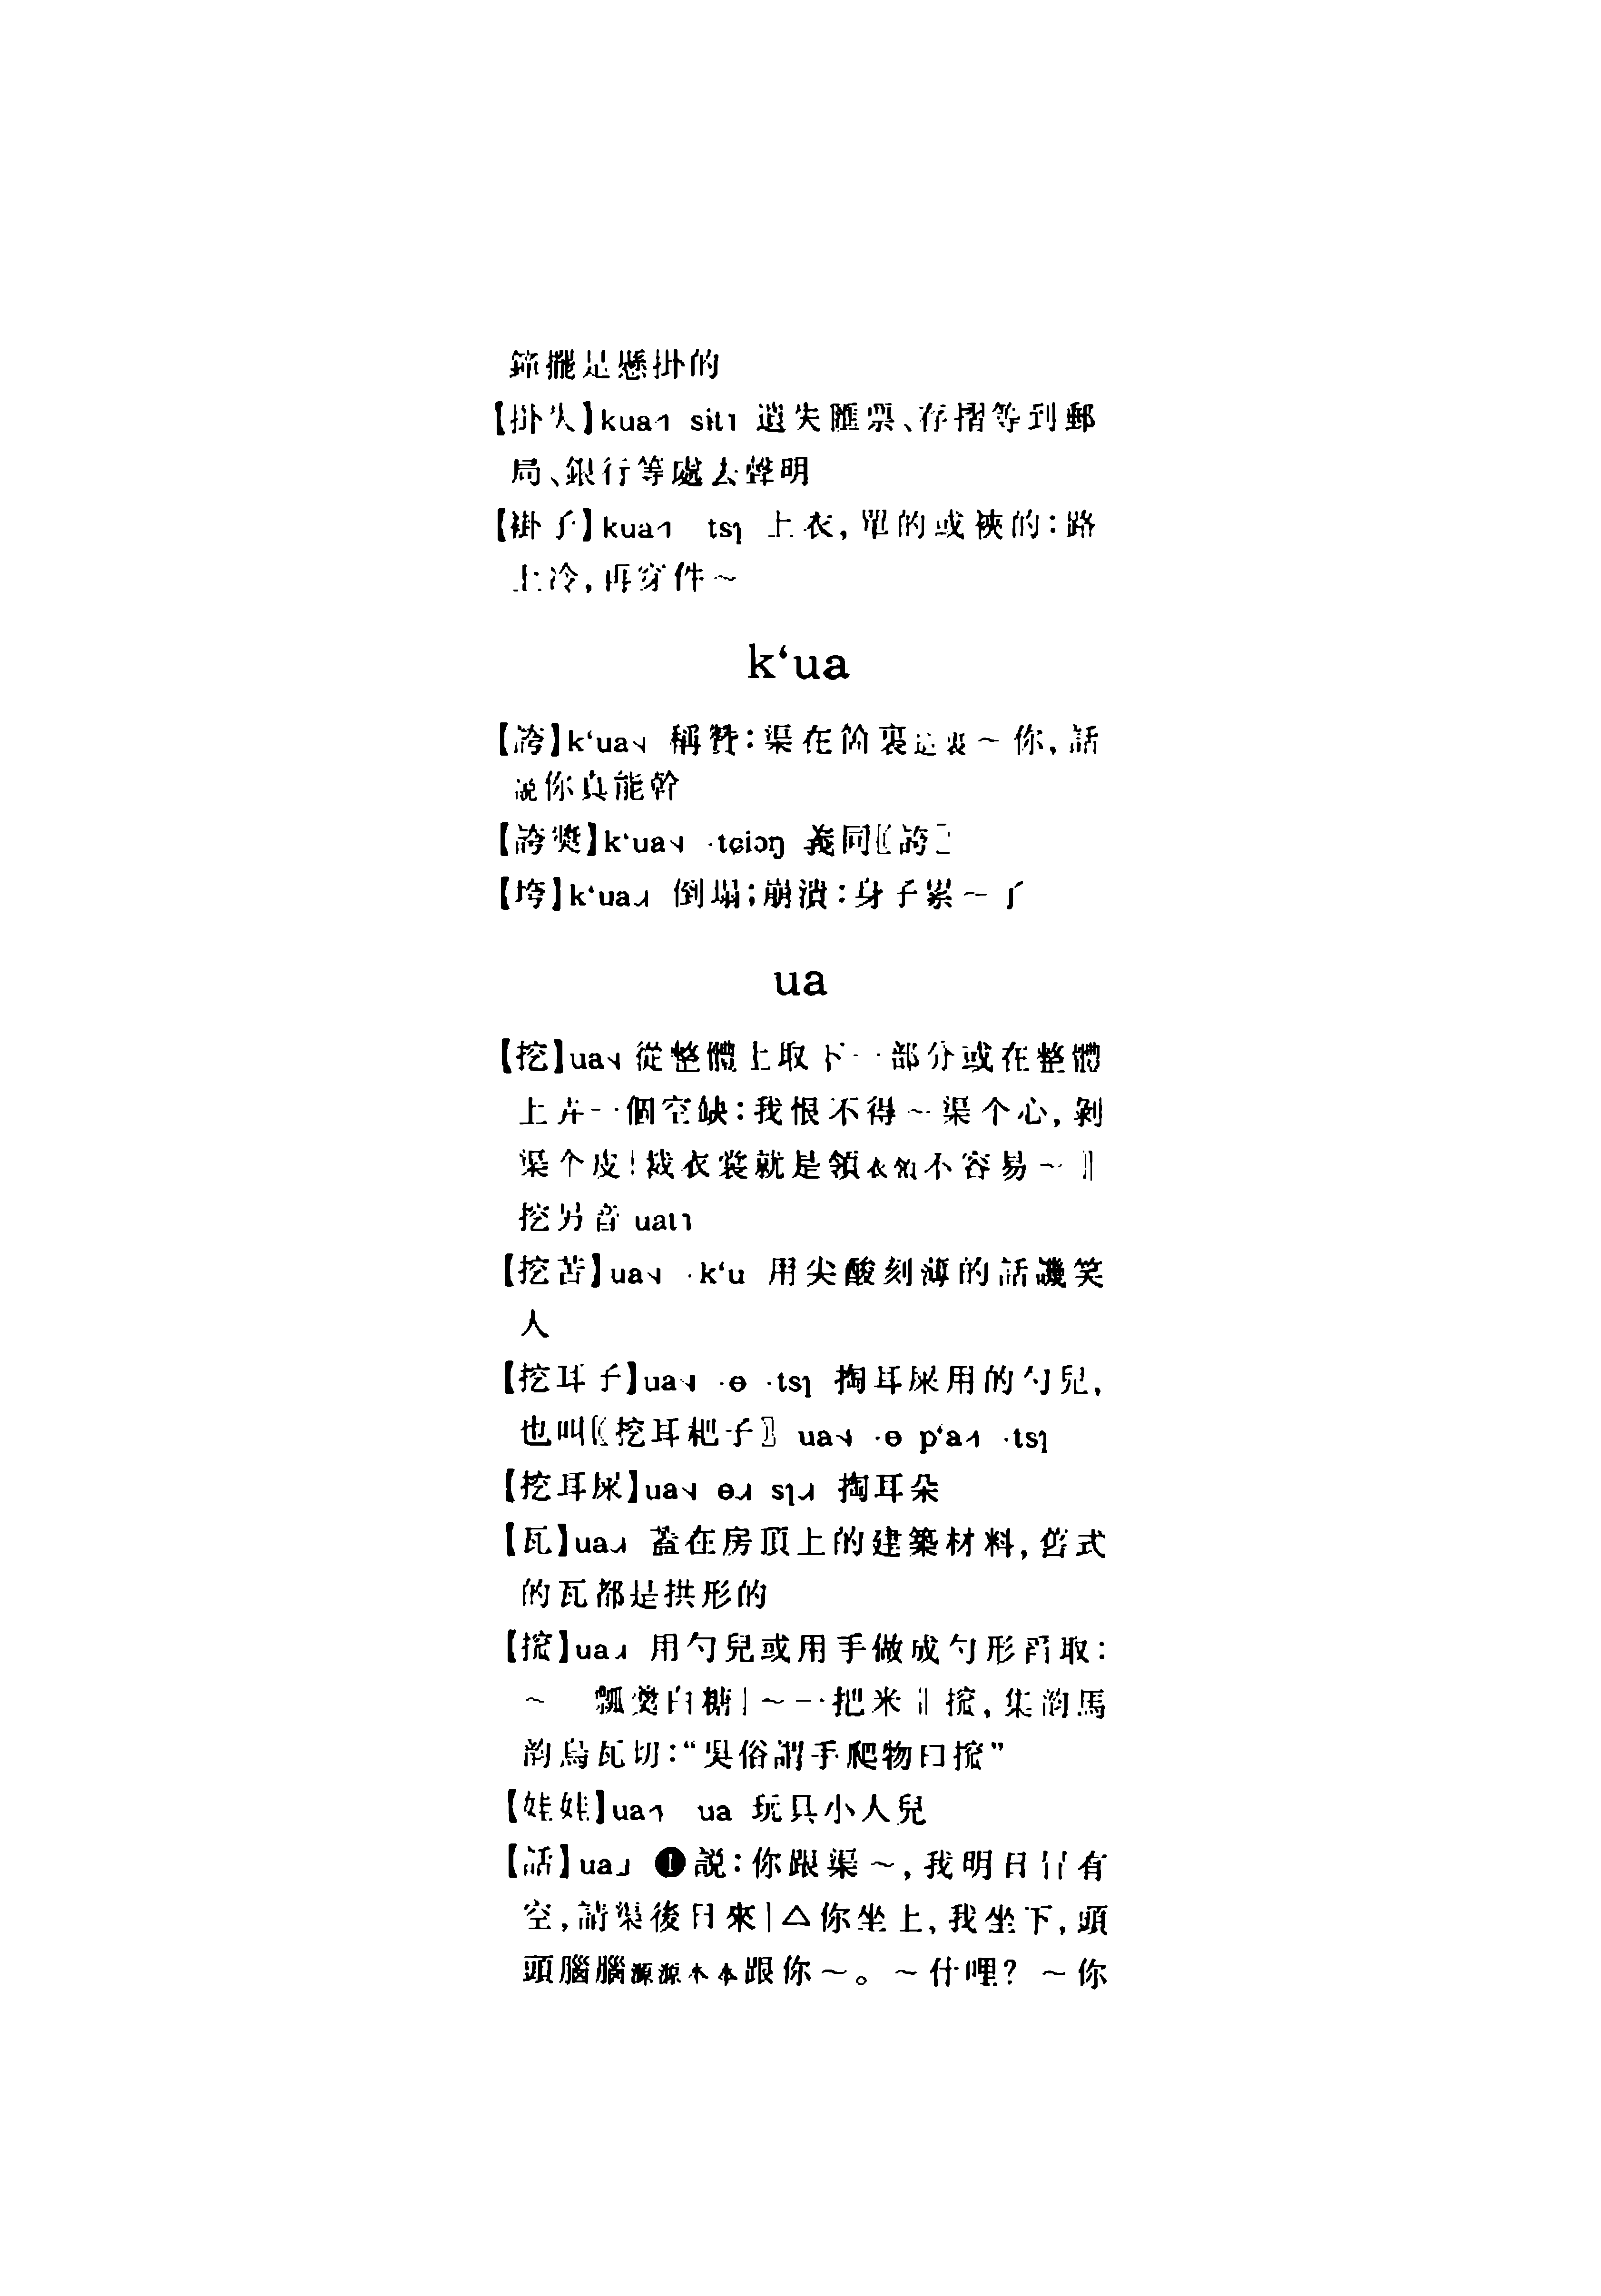 鐘擺是懸掛的
【掛失】kua˧˥ sit˥ 遺失匯票、存摺等到郵
局、銀行等處去聲明
【褂子】kua˧˥ tsɿ 上衣，單的或裌的：路
上冷，再穿件～
k‘ua
【誇】k‘ua˦˨ 稱贊：渠在箇裏這裏～你，話
說你真能幹
【誇獎】k‘ua˦˨ ·tɕiɔŋ 義同〖誇〗
【垮】k‘ua˨˩˧ 倒塌；崩潰：身子累～了
ua
【挖】ua˦˨ 從整體上取下一部分或在整體
上弄一個空缺：我恨不得～渠个心，剝
渠个皮！裁衣裳就是領衣領不容易～‖
挖另音 uat˥
【挖苦】ua˦˨ ·k‘u 用尖酸刻薄的話譏笑
人
【挖耳子】ua˦˨ ·ɵ ·tsɿ 掏耳屎用的勺兒，
也叫〖挖耳耙子〗 ua˦˨ ·ɵ p‘a˨˦ ·tsɿ
【挖耳屎】ua˦˨ ɵ˨˩˧ sɿ˨˩˧ 掏耳朵
【瓦】ua˨˩˧ 蓋在房頂上的建築材料，舊式
的瓦都是拱形的
【搲】ua˨˩˧ 用勺兒或用手做成勺形舀取：
～ 瓢羹白糖｜～一把米‖搲，集韵馬
韵烏瓦切：“吳俗謂手爬物曰搲”
【娃娃】ua˧˥ ua 玩具小人兒
【話】ua˨˩ ❶說：你跟渠～，我明日冇有
空，請渠後日來｜△你坐上，我坐下，頭
頭腦腦源源本本跟你～。～什哩？～你